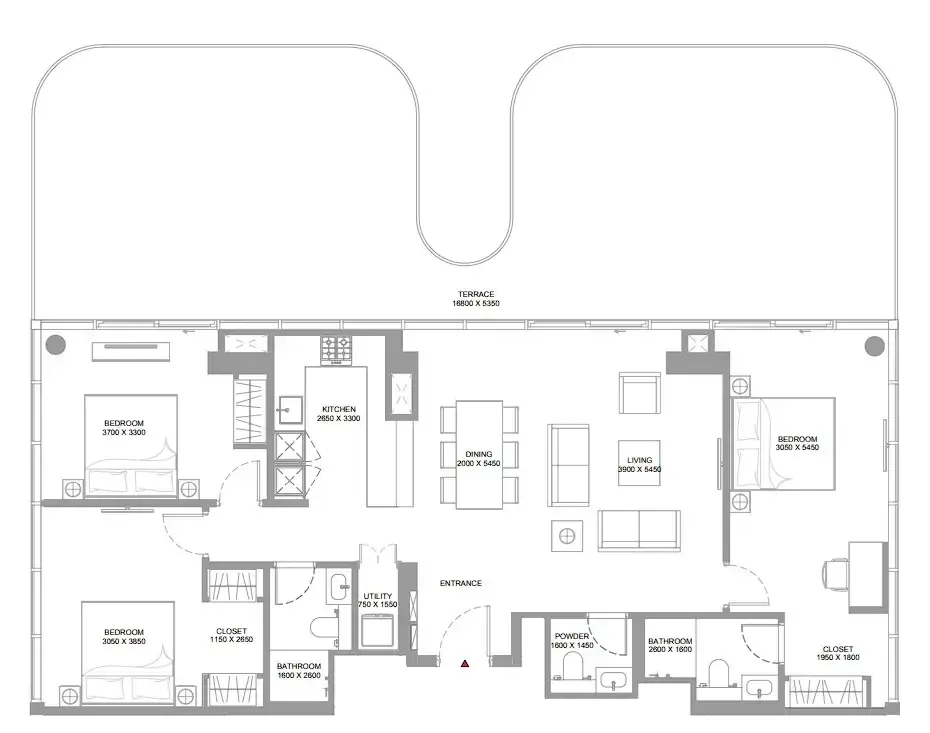 TERRACE
16800 X 5350
KITCHEN
2650 X 3300
BEDROOM
3700 X 3300
DINING
2000 X 5450
LIVING
3900 X 5450
BEDROOM
3050 X 5450
ENTRANCE
UTILITY
750 X 1550
BEDROOM
3050 X 3850
CLOSET
1150 X 2650
BATHROOM
1600 X 2600
POWDER
1600 X 1450
BATHROOM
2600 X 1600
CLOSET
1950 X 1800